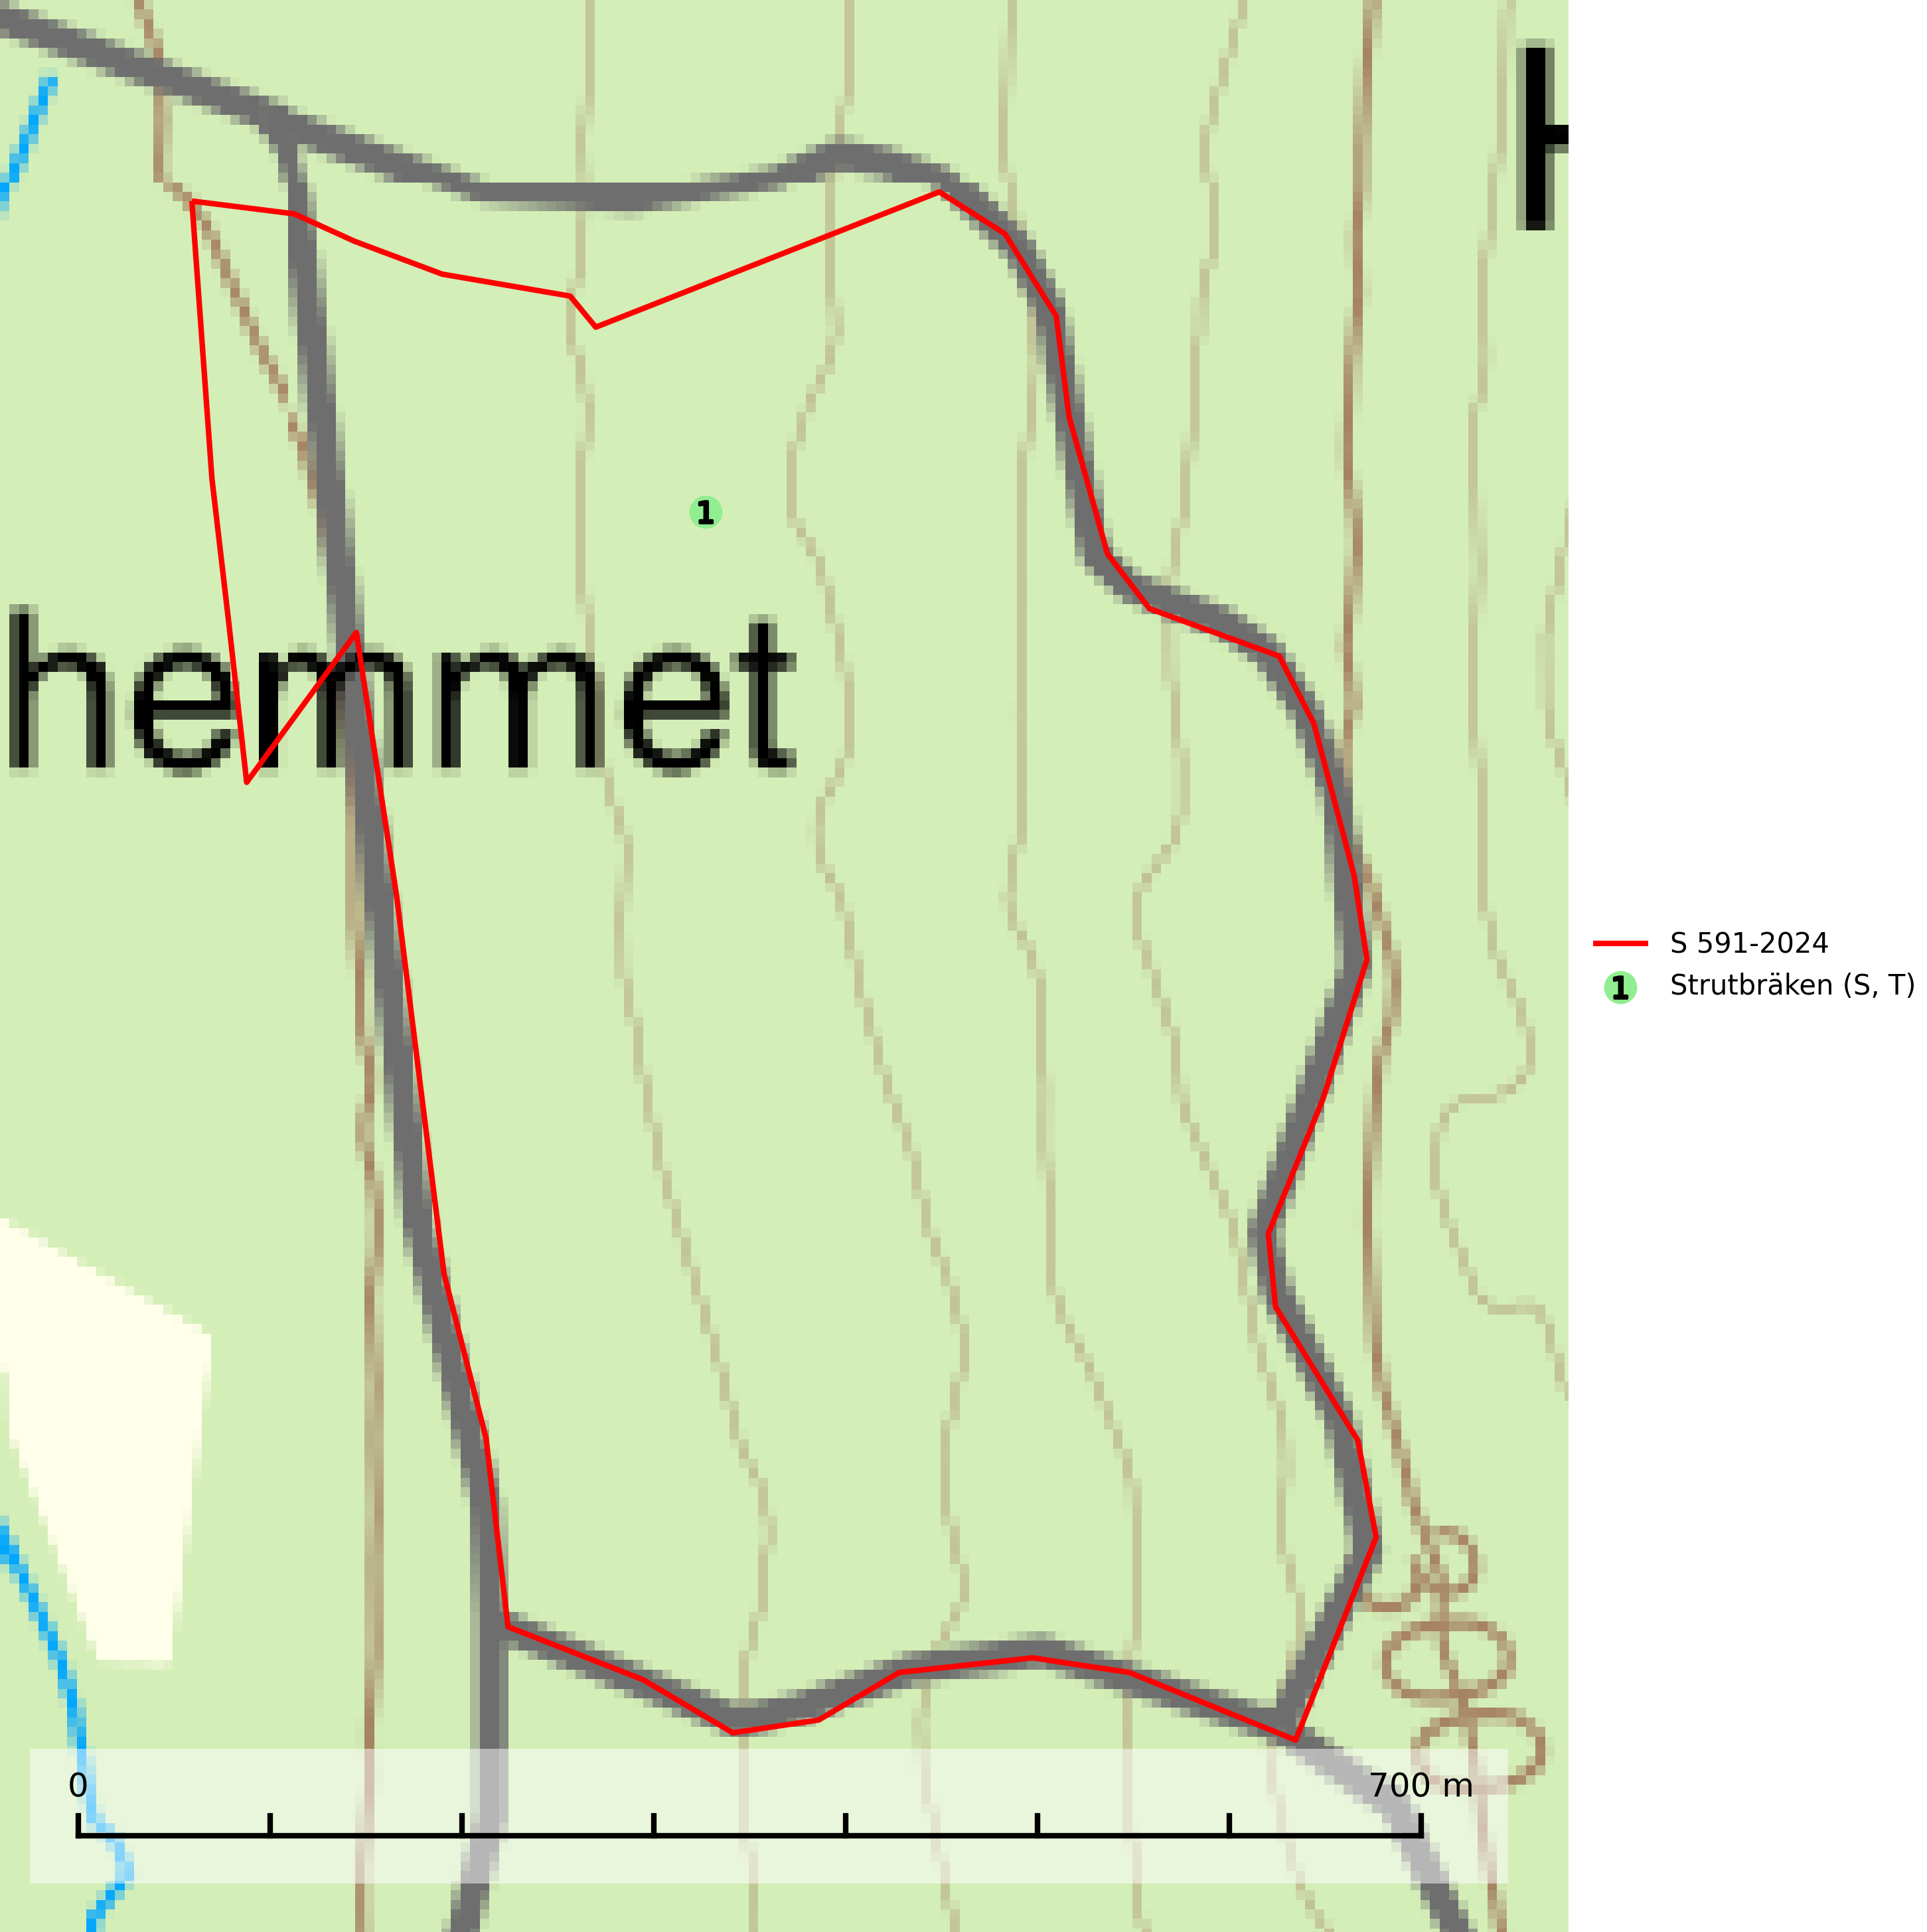 hemmet
1
S 591-2024
1 Strutbräken (S, T)
0 700 m